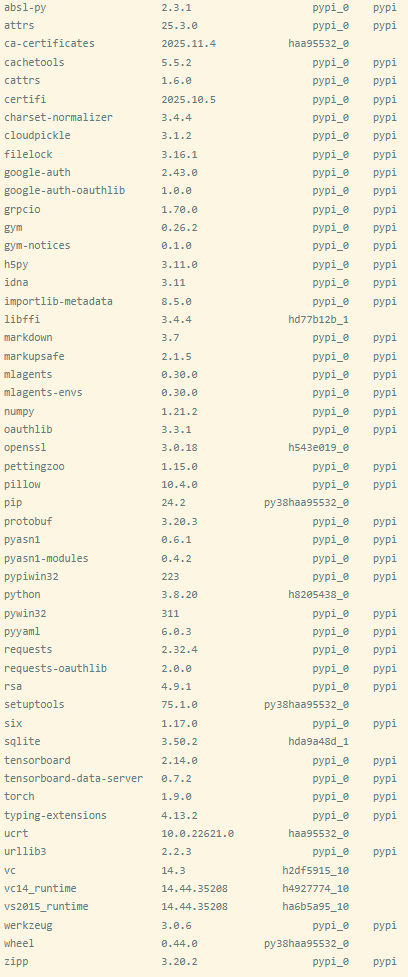 absl-py 2.3.1 pypi_0 pypi
attrs 25.3.0 pypi_0 pypi
ca-certificates 2025.11.4 haa95532_0
cachetools 5.5.2 pypi_0 pypi
cattrs 1.6.0 pypi_0 pypi
certifi 2025.10.5 pypi_0 pypi
charset-normalizer 3.4.4 pypi_0 pypi
cloudpickle 3.1.2 pypi_0 pypi
filelock 3.16.1 pypi_0 pypi
google-auth 2.43.0 pypi_0 pypi
google-auth-oauthlib 1.0.0 pypi_0 pypi
grpcio 1.70.0 pypi_0 pypi
gym 0.26.2 pypi_0 pypi
gym-notices 0.1.0 pypi_0 pypi
h5py 3.11.0 pypi_0 pypi
idna 3.11 pypi_0 pypi
importlib-metadata 8.5.0 pypi_0 pypi
libffi 3.4.4 hd77b12b_1
markdown 3.7 pypi_0 pypi
markupsafe 2.1.5 pypi_0 pypi
mlagents 0.30.0 pypi_0 pypi
mlagents-envs 0.30.0 pypi_0 pypi
numpy 1.21.2 pypi_0 pypi
oauthlib 3.3.1 pypi_0 pypi
openssl 3.0.18 h543e019_0
pettingzoo 1.15.0 pypi_0 pypi
pillow 10.4.0 pypi_0 pypi
pip 24.2 py38haa95532_0
protobuf 3.20.3 pypi_0 pypi
pyasn1 0.6.1 pypi_0 pypi
pyasn1-modules 0.4.2 pypi_0 pypi
pypiwin32 223 pypi_0 pypi
python 3.8.20 h8205438_0
pywin32 311 pypi_0 pypi
pyyaml 6.0.3 pypi_0 pypi
requests 2.32.4 pypi_0 pypi
requests-oauthlib 2.0.0 pypi_0 pypi
rsa 4.9.1 pypi_0 pypi
setuptools 75.1.0 py38haa95532_0
six 1.17.0 pypi_0 pypi
sqlite 3.50.2 hda9a48d_1
tensorboard 2.14.0 pypi_0 pypi
tensorboard-data-server 0.7.2 pypi_0 pypi
torch 1.9.0 pypi_0 pypi
typing-extensions 4.13.2 pypi_0 pypi
ucrt 10.0.22621.0 haa95532_0
urllib3 2.2.3 pypi_0 pypi
vc 14.3 h2df5915_10
vc14_runtime 14.44.35208 h4927774_10
vs2015_runtime 14.44.35208 ha6b5a95_10
werkzeug 3.0.6 pypi_0 pypi
wheel 0.44.0 py38haa95532_0
zipp 3.20.2 pypi_0 pypi